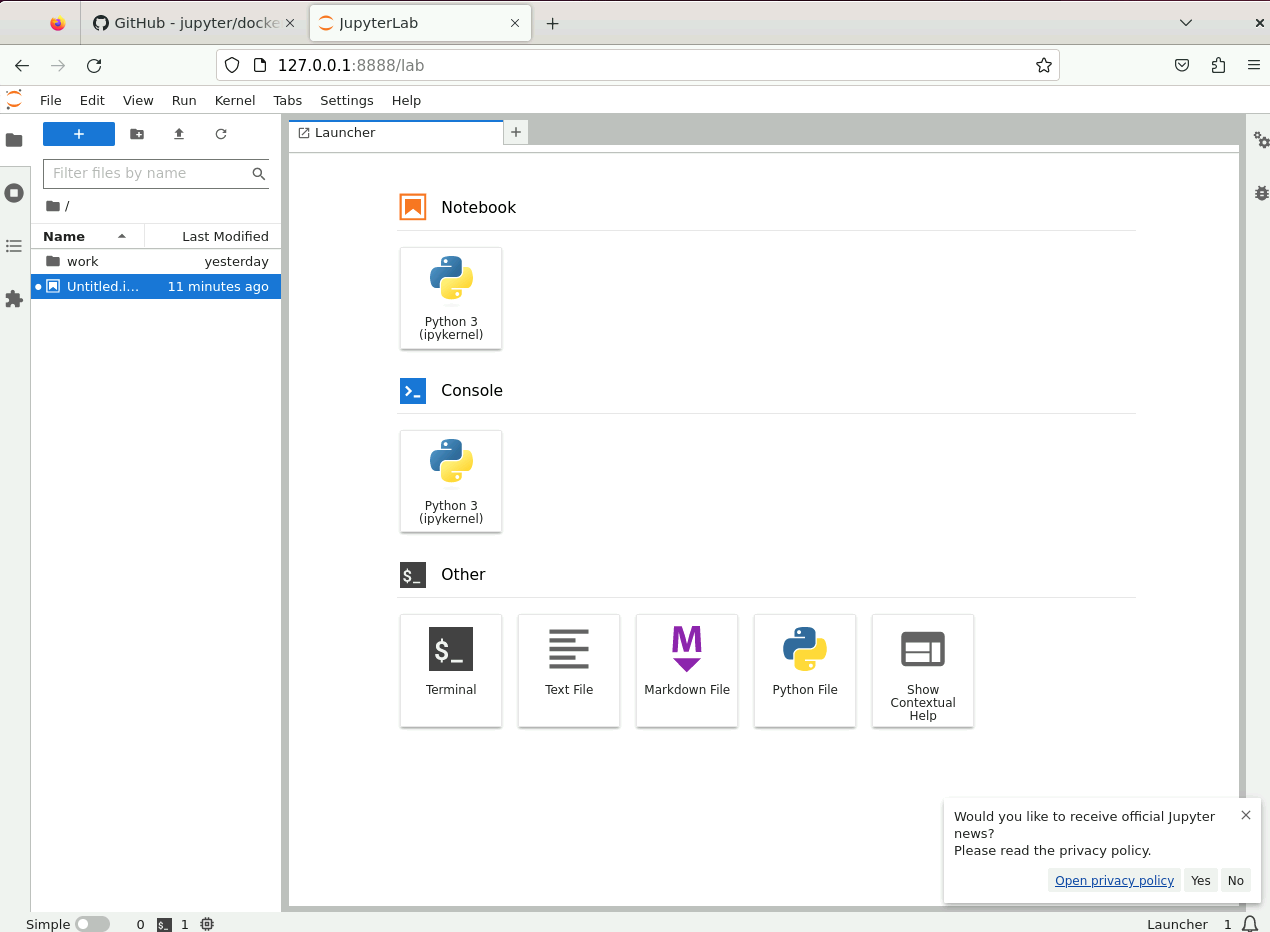 GitHub - jupyter/docke
JupyterLab
127.0.0.1:8888/lab
File Edit View Run Kernel Tabs Settings Help
Launcher
Filter files by name
/
Name Last Modified
work yesterday
Untitled.i... 11 minutes ago
Notebook
Python 3
(ipykernel)
Console
Python 3
(ipykernel)
$_ Other
$_
Terminal
Text File
M
Markdown File
Python File
Show
Contextual
Help
Would you like to receive official Jupyter
news?
Please read the privacy policy.
Open privacy policy Yes No
Simple 0 $_ 1 Launcher 1